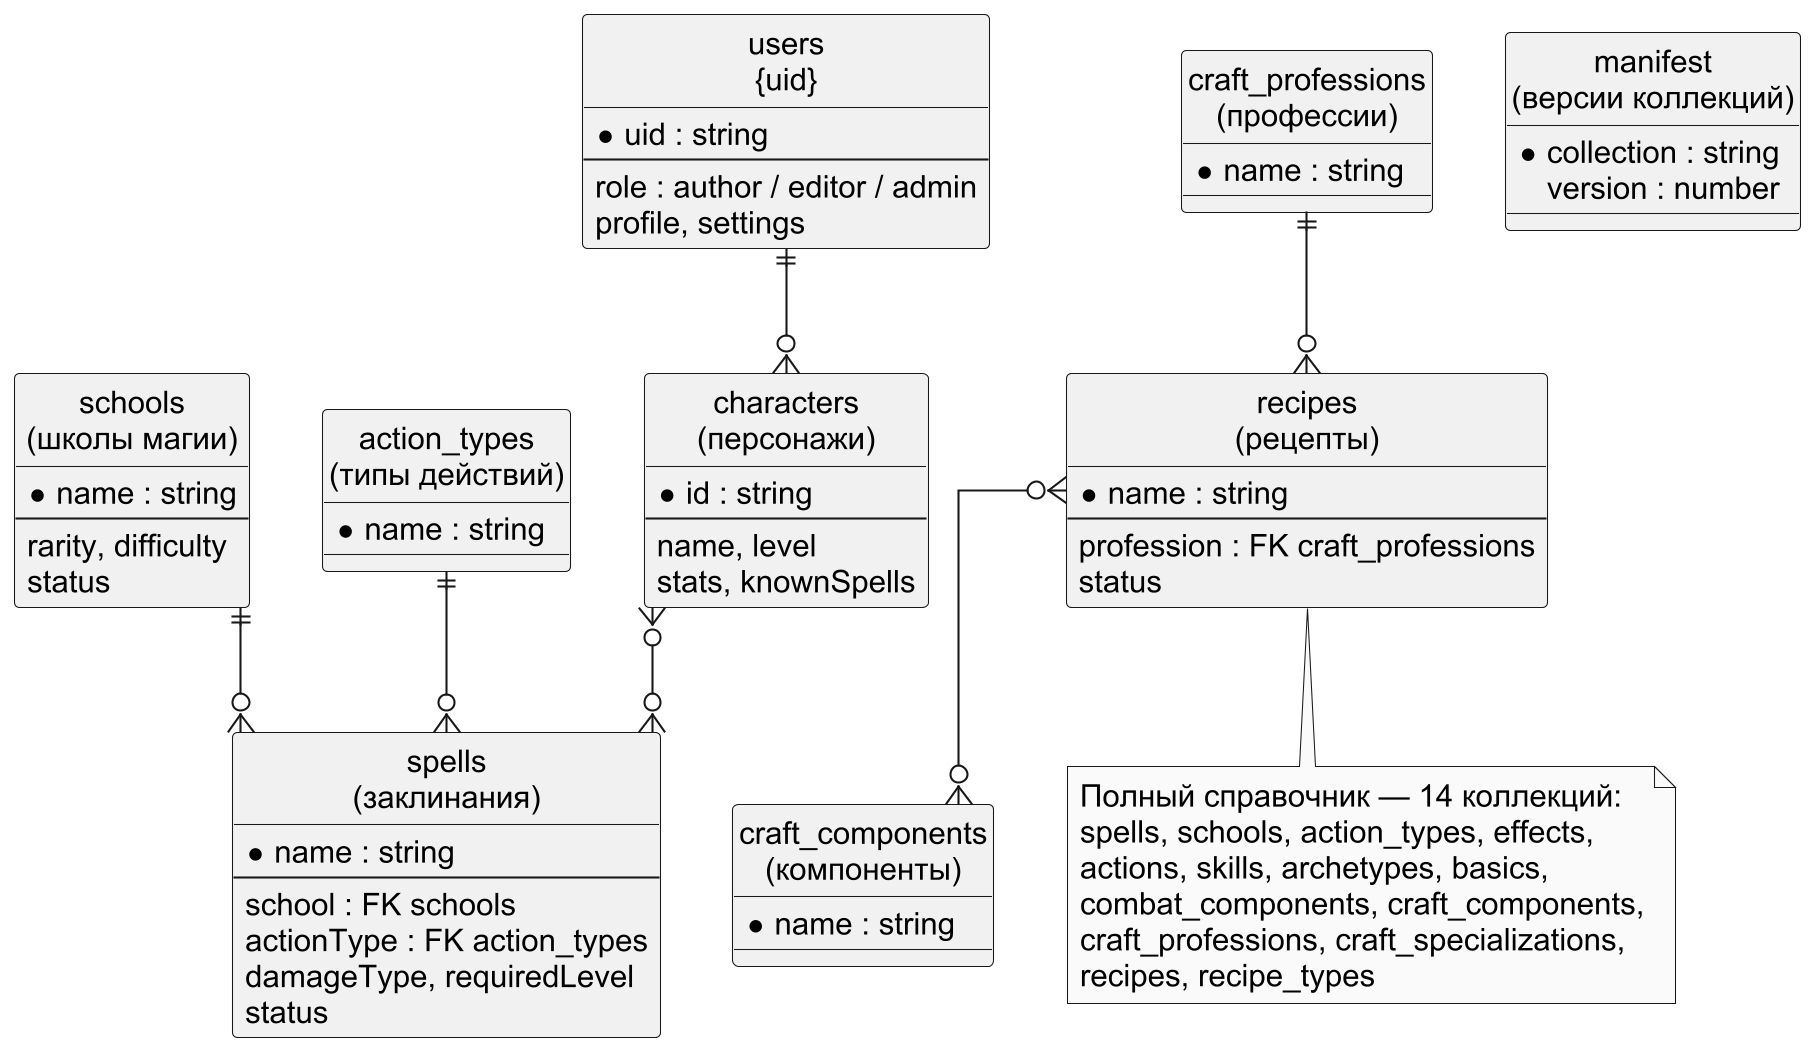 users
{uid}
uid : string
role : author / editor / admin
profile, settings
craft_professions
(профессии)
name : string
manifest
(версии коллекций)
collection : string
version : number
schools
(школы магии)
name : string
rarity, difficulty
status
action_types
(типы действий)
name : string
characters
(персонажи)
id : string
name, level
stats, knownSpells
recipes
(рецепты)
name : string
profession : FK craft_professions
status
spells
(заклинания)
name : string
school : FK schools
actionType : FK action_types
damageType, requiredLevel
status
craft_components
(компоненты)
name : string
Полный справочник — 14 коллекций:
spells, schools, action_types, effects,
actions, skills, archetypes, basics,
combat_components, craft_components,
craft_professions, craft_specializations,
recipes, recipe_types